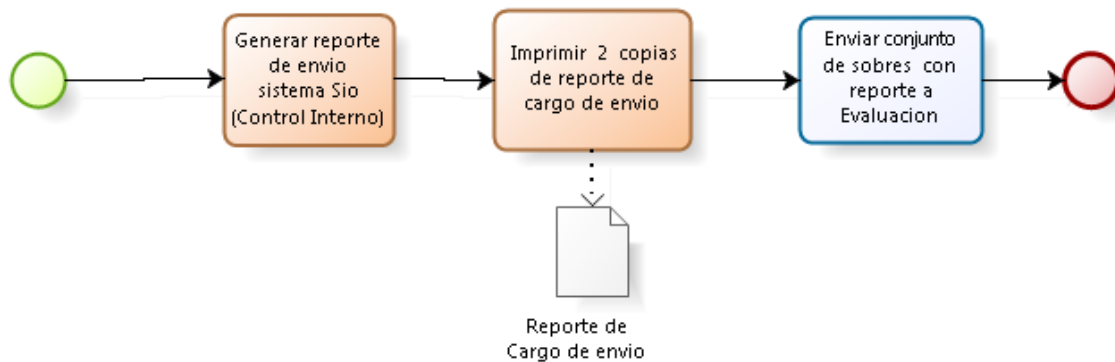 Generar reporte
de envio
sistema Sio
(Control Interno)
Imprimir 2 copias
de reporte de
cargo de envio
Enviar conjunto
de sobres con
reporte a
Evaluacion
Reporte de
Cargo de envio